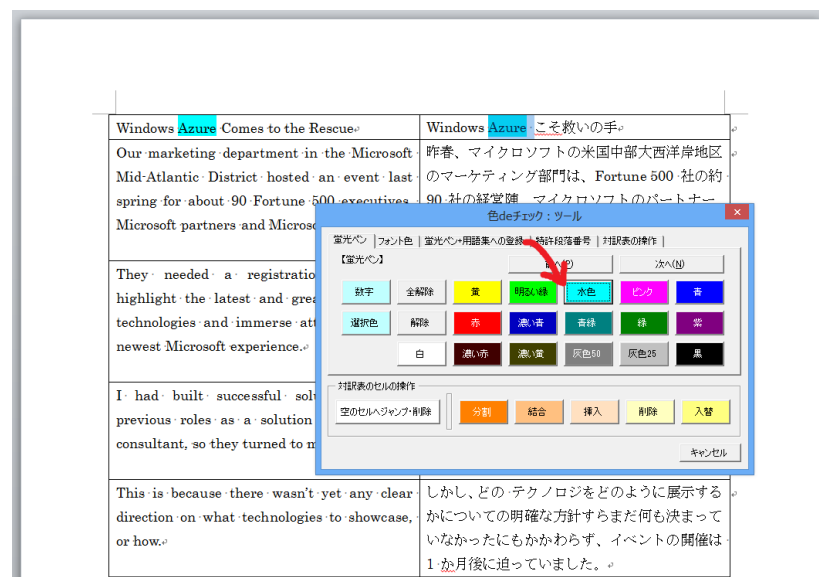 Windows Azure Comes to the Rescue
Windows Azure こそ救いの手
Our marketing department in the Microsoft
Mid-Atlantic District hosted an event last
spring for about 90 Fortune 500 executives,
Microsoft partners and Microso
昨春、マイクロソフトの米国中部大西洋岸地区
のマーケティング部門は、Fortune 500 社の約
90 社の経営陣、マイクロソフトのパートナー
They needed a registratio
highlight the latest and grea
technologies and immerse att
newest Microsoft experience.
I had built successful solu
previous roles as a solution
consultant, so they turned to m
This is because there wasn't yet any clear
direction on what technologies to showcase,
or how.
しかし、どの テクノロジをどのように展示する
かについての明確な方針すらまだ何も決まって
いなかったにもかかわらず、イベントの開催は
1 か月後に迫っていました。
色deチェック：ツール
蛍光ペン フォント色 蛍光ペン+用語集への登録 特許段落番号 対訳表の操作
【蛍光ペン】
(P) 次へ(N)
数字 全解除 黄 明るい緑 水色 ピンク 青
選択色 解除 赤 濃い青 青緑 緑 紫
白 濃い赤 濃い黄 灰色50 灰色25 黒
対訳表のセルの操作
空のセルへジャンプ・削除 分割 結合 挿入 削除 入替
キャンセル